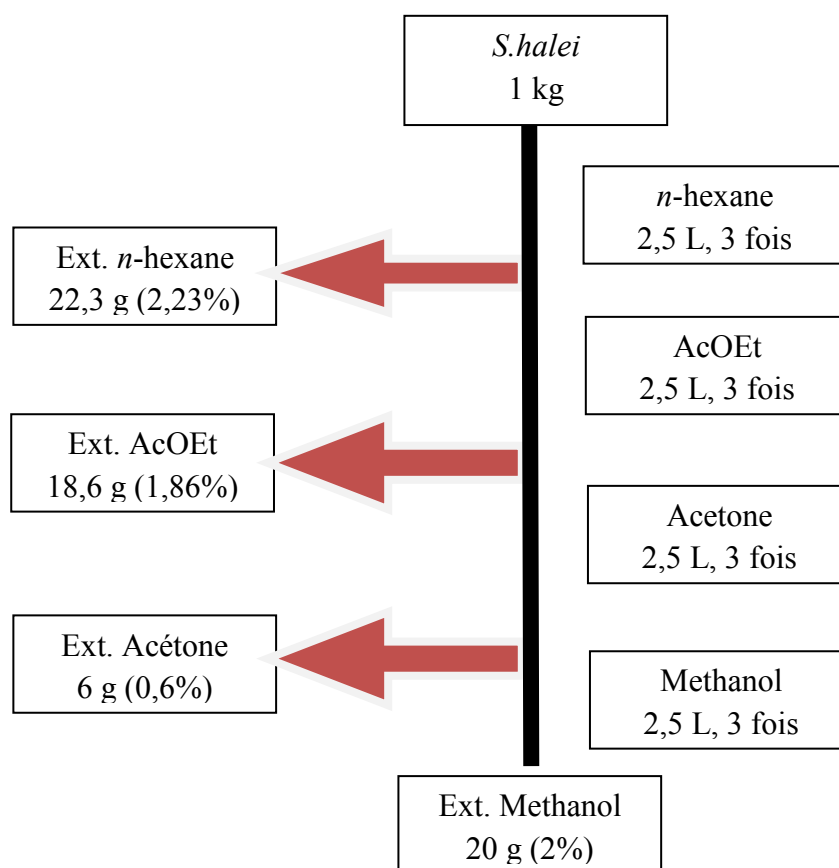 S.halei
1 kg
n-hexane
2,5 L, 3 fois
Ext. n-hexane
22,3 g (2,23%)
AcOEt
2,5 L, 3 fois
Ext. AcOEt
18,6 g (1,86%)
Acetone
2,5 L, 3 fois
Ext. Acétone
6 g (0,6%)
Methanol
2,5 L, 3 fois
Ext. Methanol
20 g (2%)